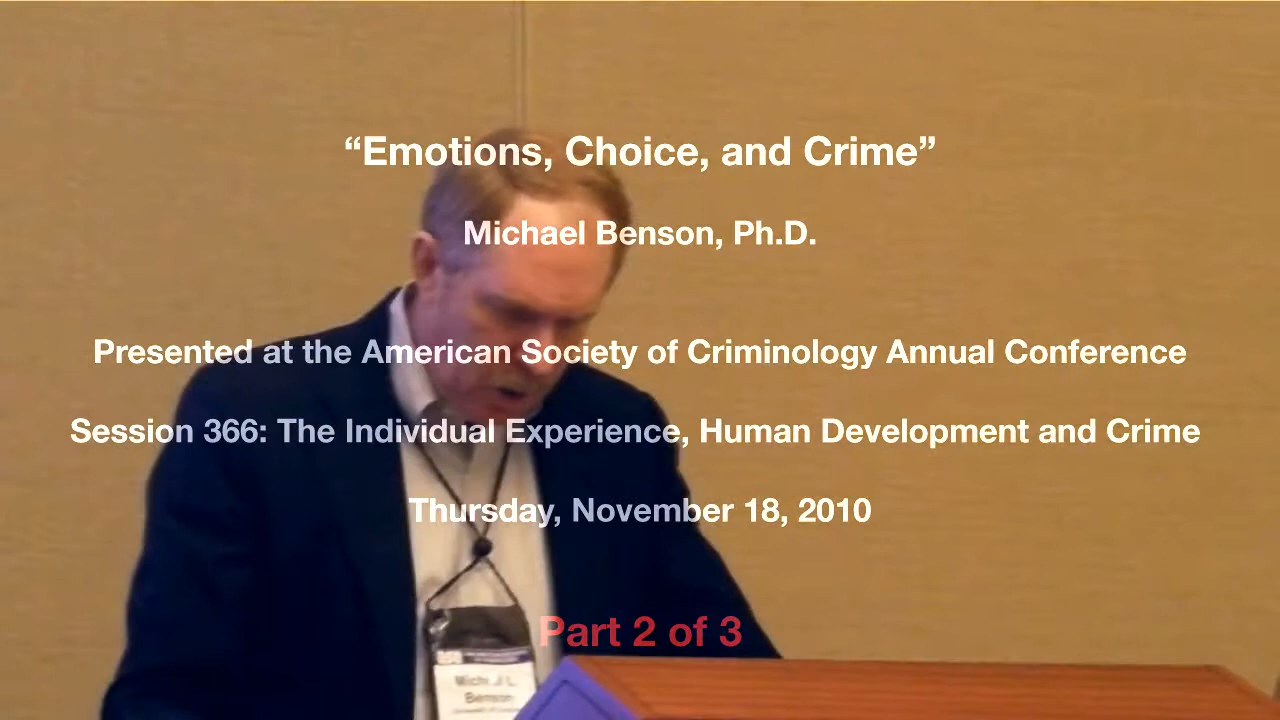 “Emotions, Choice, and Crime”
Michael Benson, Ph.D.
Presented at the American Society of Criminology Annual Conference
Session 366: The Individual Experience, Human Development and Crime
Thursday, November 18, 2010
Part 2 of 3
Benson